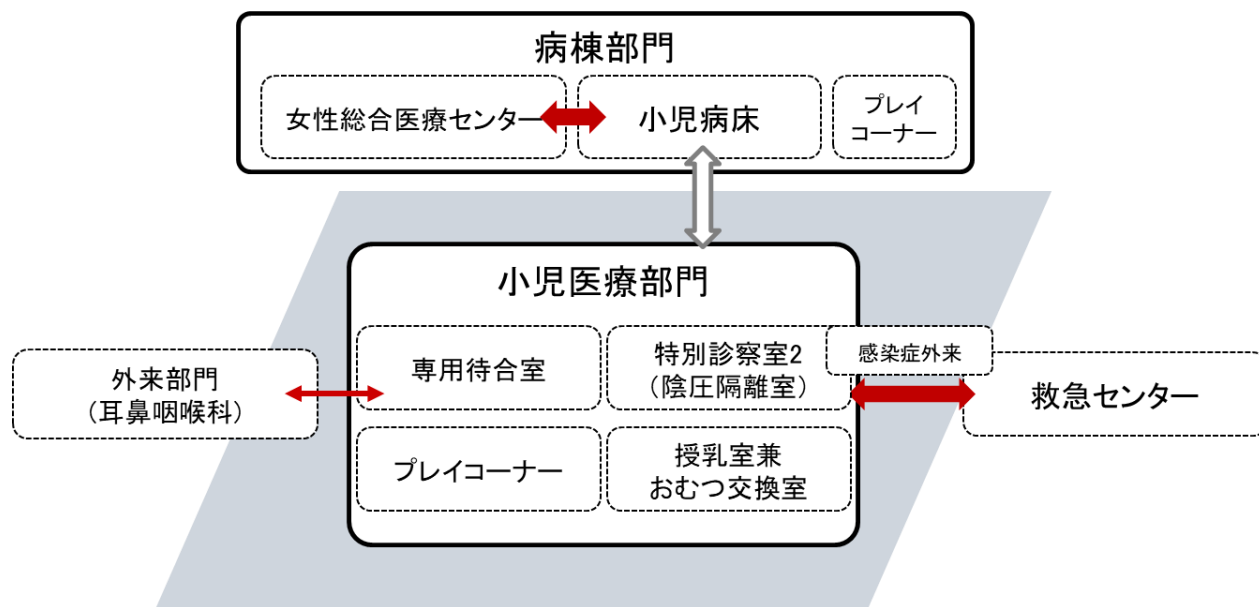 病棟部門
女性総合医療センター
小児病床
プレイ
コーナー
小児医療部門
専用待合室
特別診察室2
（陰圧隔離室）
感染症外来
外来部門
（耳鼻咽喉科）
救急センター
プレイコーナー
授乳室兼
おむつ交換室